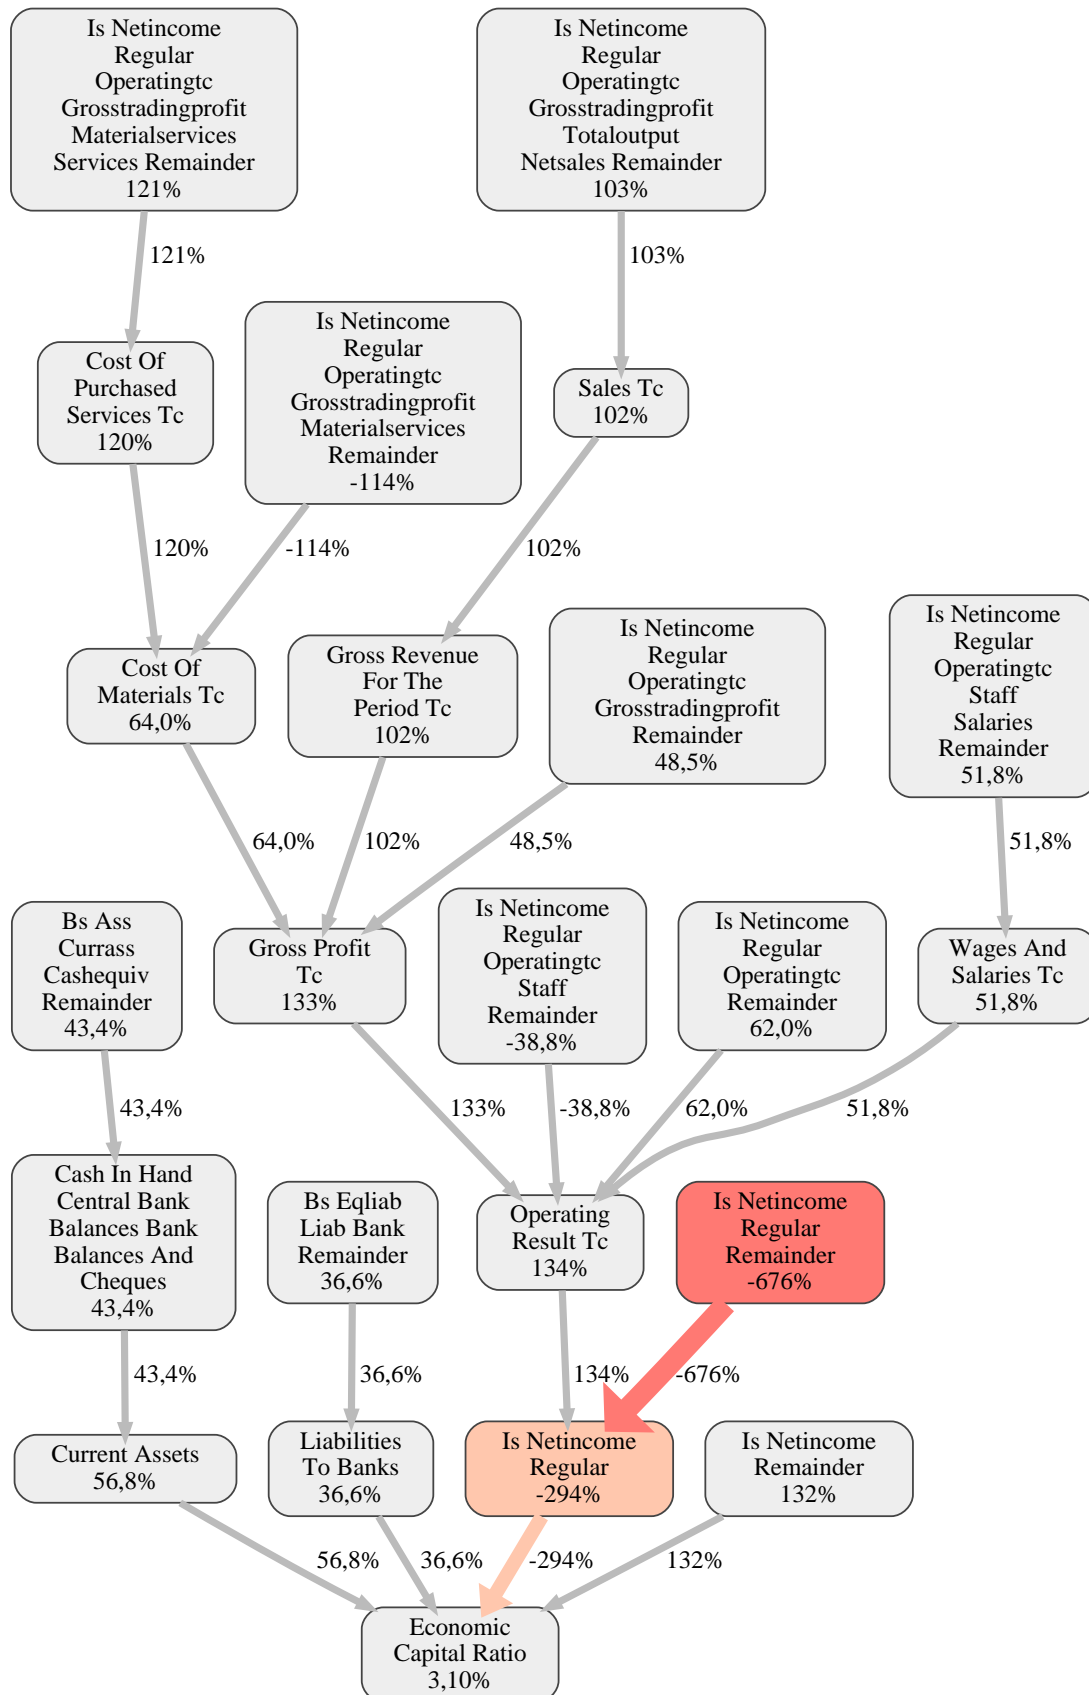 Is Netincome
Regular
Operatingtc
Grosstradingprofit
Materialservices
Services Remainder
121%
Is Netincome
Regular
Operatingtc
Grosstradingprofit
Totaloutput
Netsales Remainder
103%
121%
103%
Is Netincome
Regular
Operatingtc
Grosstradingprofit
Materialservices
Remainder
-114%
Cost Of
Purchased
Services Tc
120%
Sales Tc
102%
120%
-114%
102%
Is Netincome
Regular
Operatingtc
Grosstradingprofit
Remainder
48,5%
Is Netincome
Regular
Operatingtc
Staff
Salaries
Remainder
51,8%
Cost Of
Materials Tc
64,0%
Gross Revenue
For The
Period Tc
102%
64,0%
102%
48,5%
51,8%
Bs Ass
Currass
Cashequiv
Remainder
43,4%
Gross Profit
Tc
133%
Is Netincome
Regular
Operatingtc
Staff
Remainder
-38,8%
Is Netincome
Regular
Operatingtc
Remainder
62,0%
Wages And
Salaries Tc
51,8%
43,4%
133%
-38,8%
62,0%
51,8%
Cash In Hand
Central Bank
Balances Bank
Balances And
Cheques
43,4%
Bs Eqliab
Liab Bank
Remainder
36,6%
Operating
Result Tc
134%
Is Netincome
Regular
Remainder
-676%
43,4%
36,6%
134%
-676%
Current Assets
56,8%
Liabilities
To Banks
36,6%
Is Netincome
Regular
-294%
Is Netincome
Remainder
132%
56,8%
36,6%
-294%
132%
Economic
Capital Ratio
3,10%